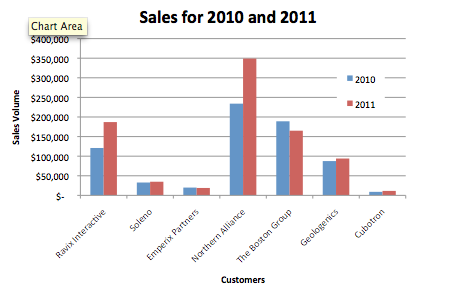 Sales for 2010 and 2011
Chart Area
$400,000
$350,000
$300,000
$250,000
$200,000
$150,000
$100,000
$50,000
$-
Sales Volume
2010
2011
Ravix Interactive
Soleno
Emperix Partners
Northern Alliance
The Boston Group
Geologenics
Cubotron
Customers